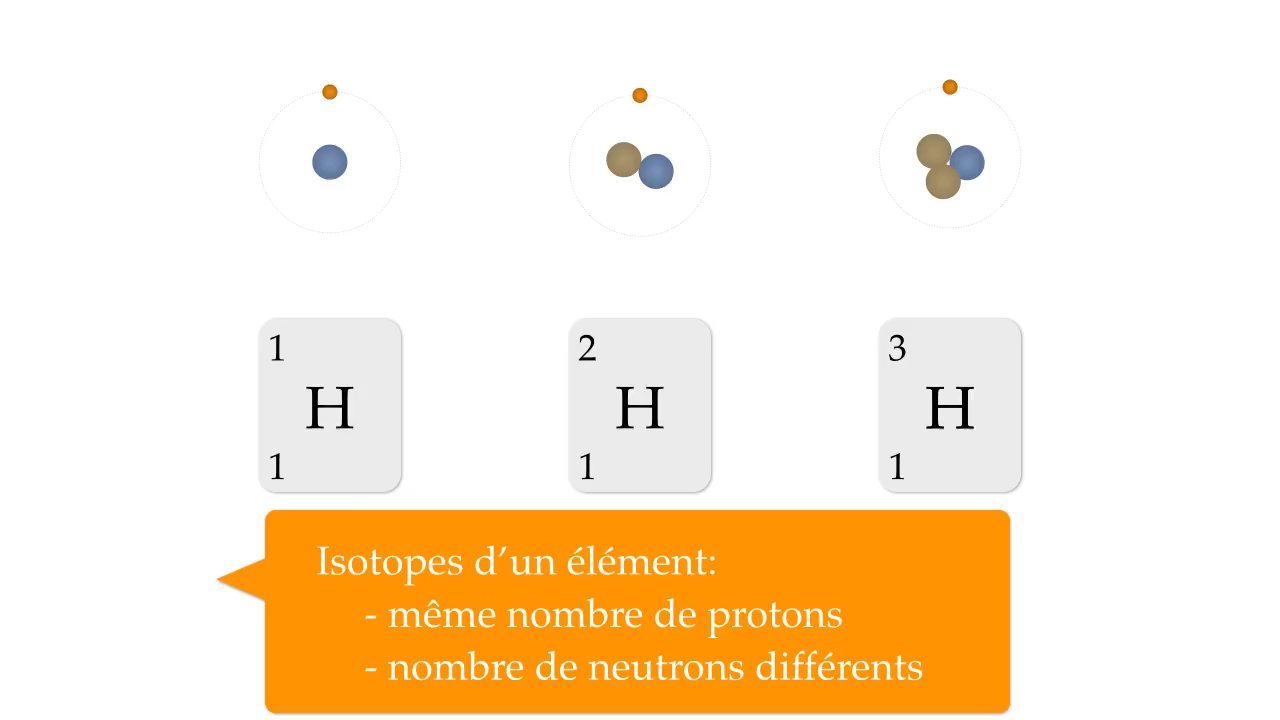 1 2 3
H H H
1 1 1
Isotopes d’un élément:
- même nombre de protons
- nombre de neutrons différents